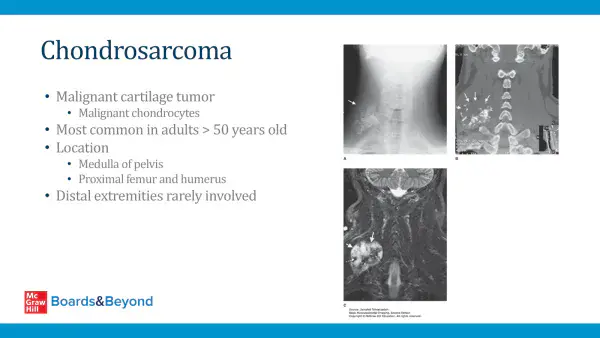 Chondrosarcoma
• Malignant cartilage tumor
• Malignant chondrocytes
• Most common in adults > 50 years old
• Location
• Medulla of pelvis
• Proximal femur and humerus
• Distal extremities rarely involved
A
B
C
Mc
Graw
Hill
Boards&Beyond